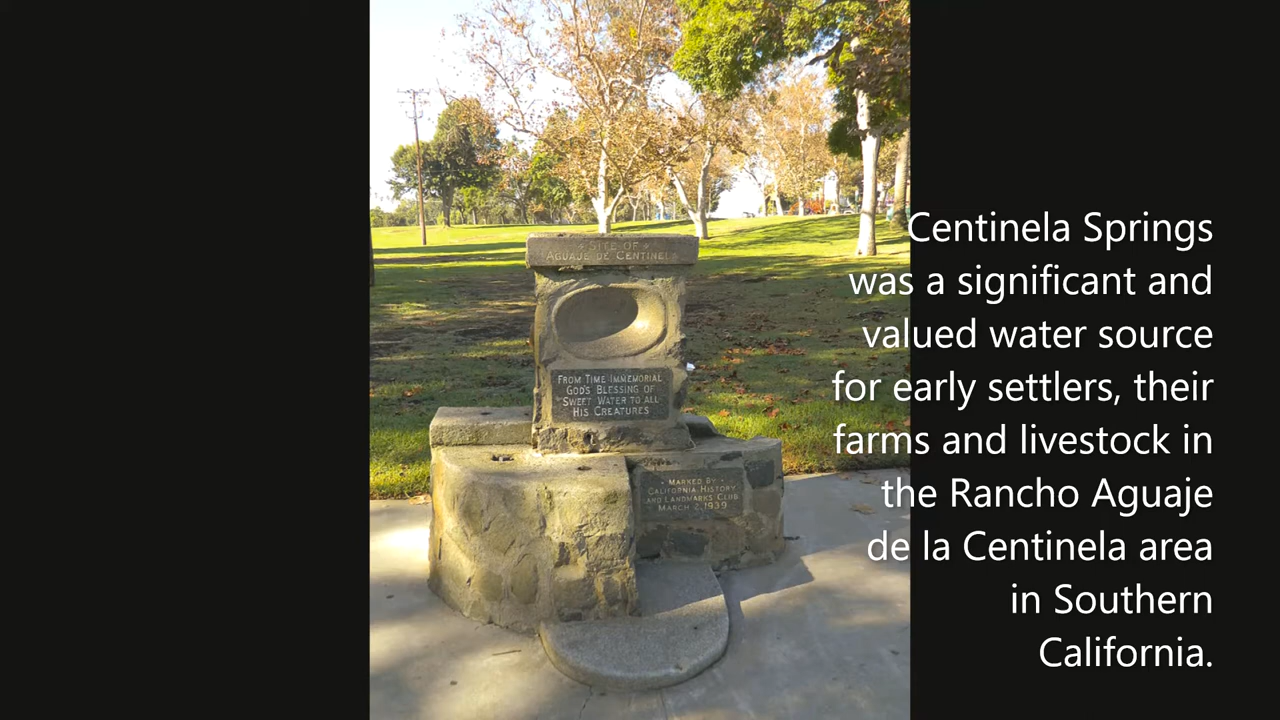 SITE OF
AGUAJE DE CENTINELA
FROM TIME IMMEMORIAL
GOD'S BLESSING OF
SWEET WATER TO ALL
HIS CREATURES
• MARKED BY •
CALIFORNIA HISTORY
AND LANDMARKS CLUB
MARCH 2, 1939
Centinela Springs
was a significant and
valued water source
for early settlers, their
farms and livestock in
the Rancho Aguaje
de la Centinela area
in Southern
California.